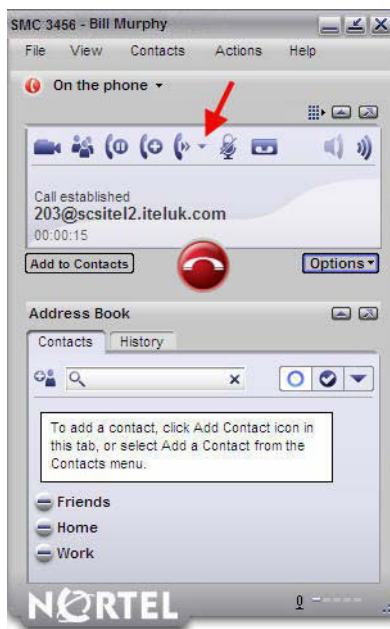 SMC 3456 - Bill Murphy
File View Contacts Actions Help
On the phone
Call established
203@scsitel2.iteluk.com
00:00:15
Add to Contacts
Options
Address Book
Contacts History
To add a contact, click Add Contact icon in
this tab, or select Add a Contact from the
Contacts menu.
Friends
Home
Work
NORTEL
0